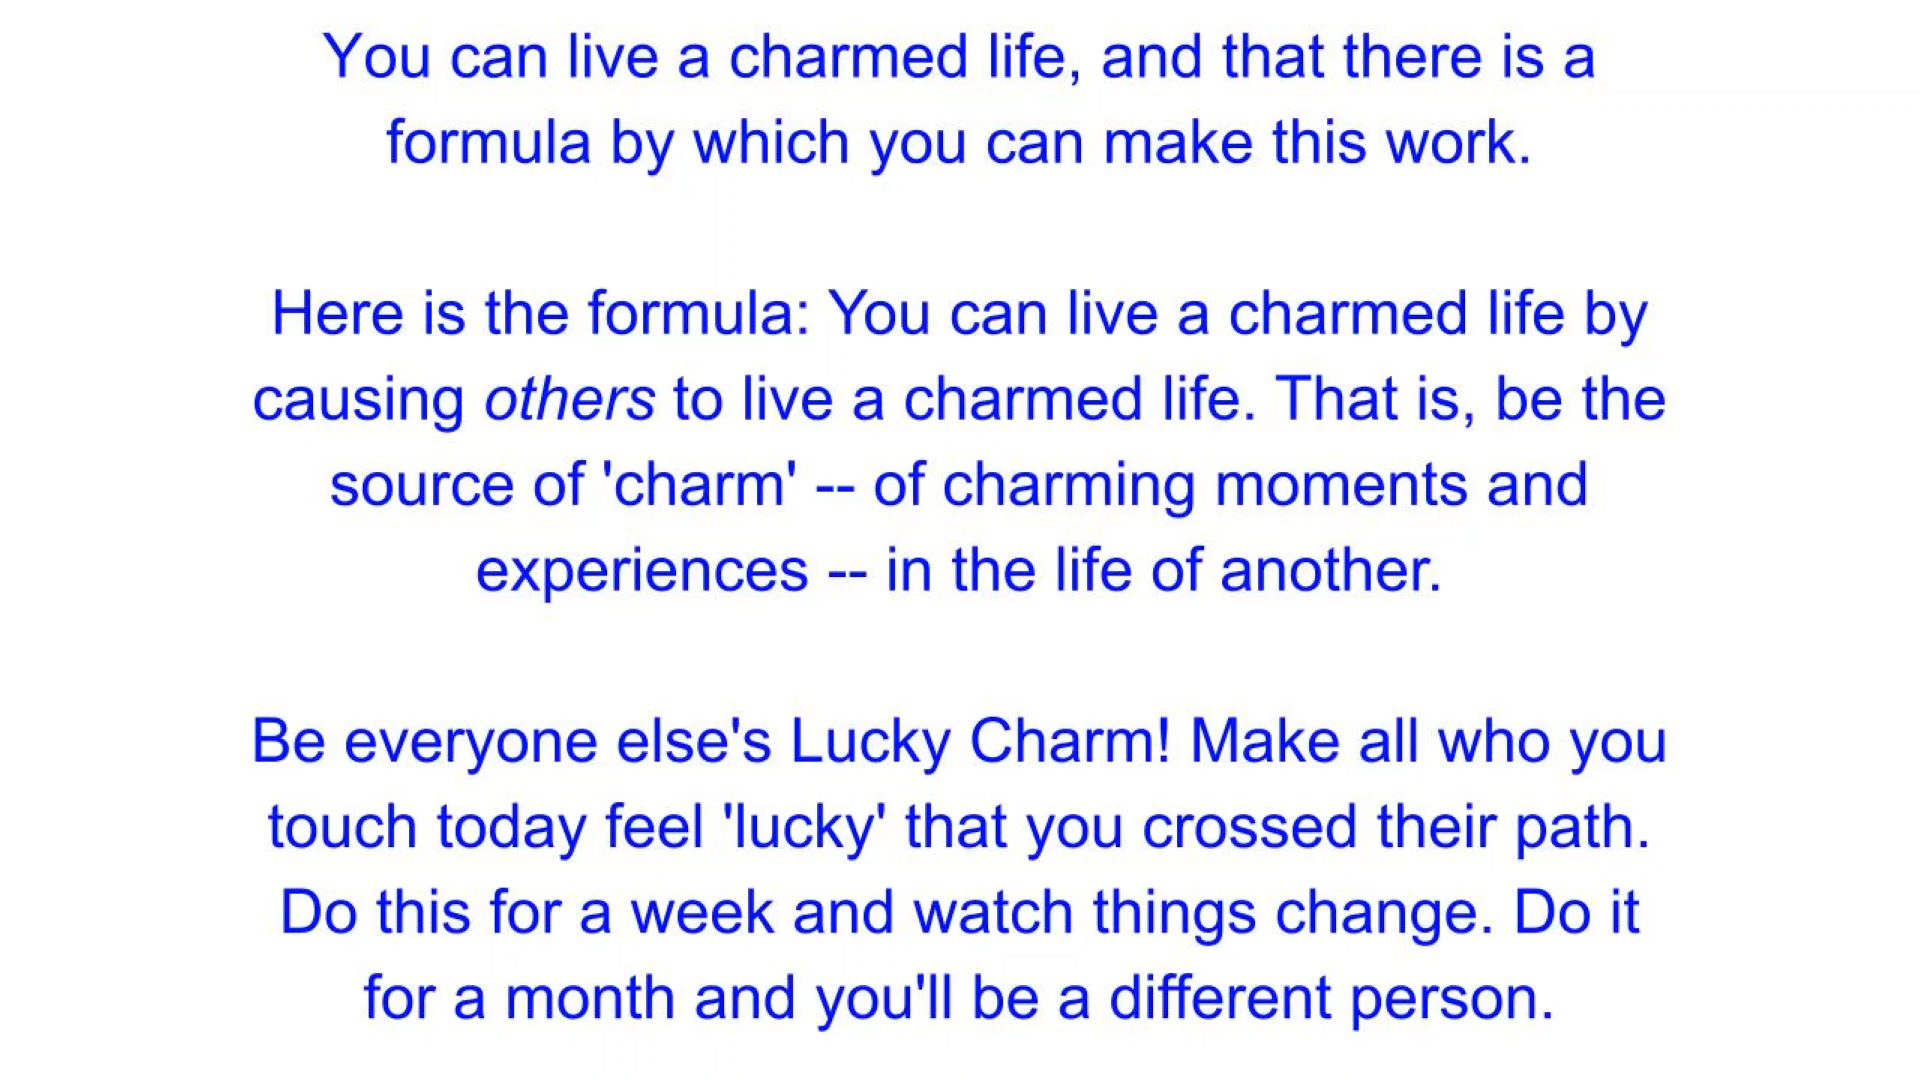 You can live a charmed life, and that there is a
formula by which you can make this work.
Here is the formula: You can live a charmed life by
causing others to live a charmed life. That is, be the
source of 'charm' -- of charming moments and
experiences -- in the life of another.
Be everyone else's Lucky Charm! Make all who you
touch today feel 'lucky' that you crossed their path.
Do this for a week and watch things change. Do it
for a month and you'll be a different person.